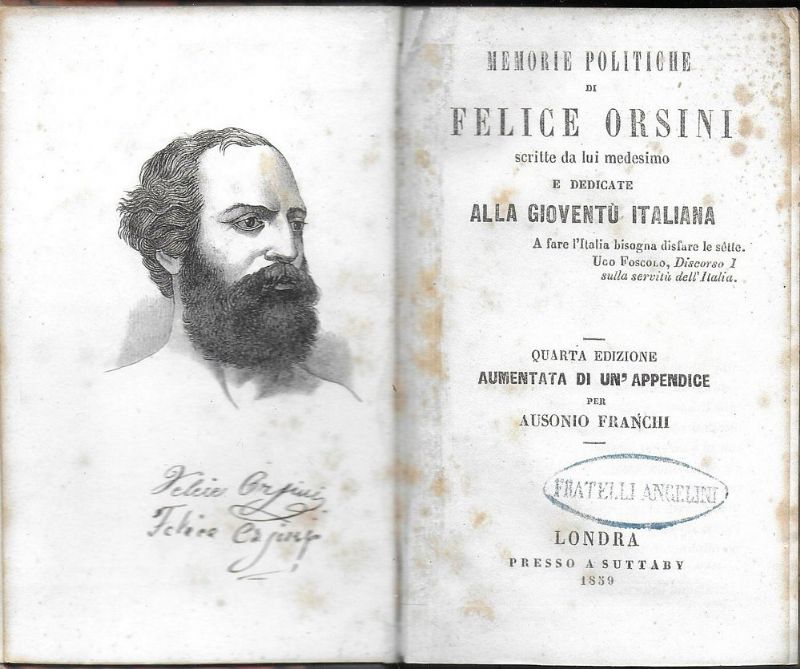 Felice Orsini
Felice Orsini
MEMORIE POLITICHE
DI
FELICE ORSINI
scritte da lui medesimo
E DEDICATE
ALLA GIOVENTÙ ITALIANA
A fare l'Italia bisogna disfare le sètte.
UGO FOSCOLO, Discorso I
sulla servitù dell'Italia.
QUARTA EDIZIONE
AUMENTATA DI UN' APPENDICE
PER
AUSONIO FRANCHI
FRATELLI ANGELINI
LONDRA
PRESSO A SUTTABY
1859